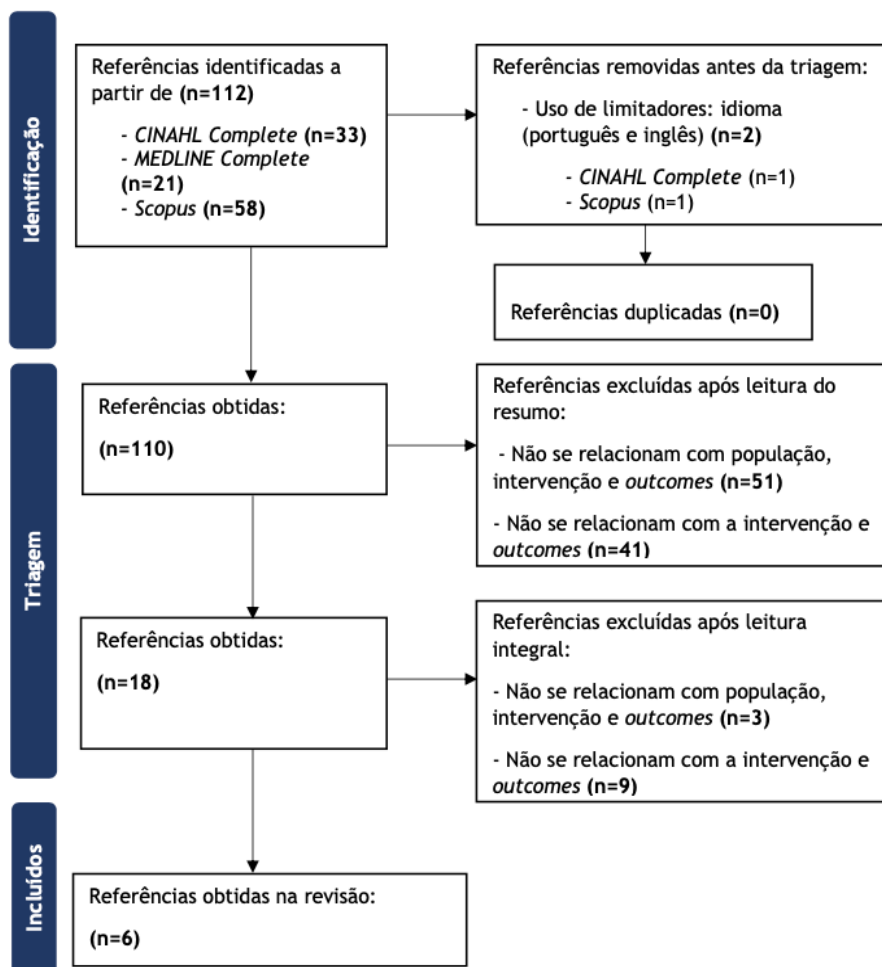 Identificação
Referências identificadas a
partir de (n=112)
- CINAHL Complete (n=33)
- MEDLINE Complete
(n=21)
- Scopus (n=58)
Referências removidas antes da triagem:
- Uso de limitadores: idioma
(português e inglês) (n=2)
- CINAHL Complete (n=1)
- Scopus (n=1)
Referências duplicadas (n=0)
Triagem
Referências obtidas:
(n=110)
Referências excluídas após leitura do
resumo:
- Não se relacionam com população,
intervenção e outcomes (n=51)
- Não se relacionam com a intervenção e
outcomes (n=41)
Referências obtidas:
(n=18)
Referências excluídas após leitura
integral:
- Não se relacionam com população,
intervenção e outcomes (n=3)
- Não se relacionam com a intervenção e
outcomes (n=9)
Incluídos
Referências obtidas na revisão:
(n=6)